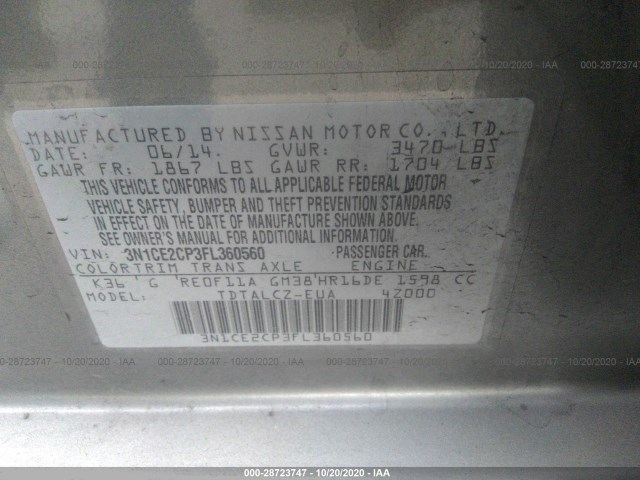 000-28723747 - 10/20/2020 - IAA
MANUFACTURED BY NISSAN MOTOR CO., LTD.
DATE: 06/14. GVWR: 3470 LBS
GAWR FR: 1867 LBS GAWR RR: 1704 LBS
THIS VEHICLE CONFORMS TO ALL APPLICABLE FEDERAL MOTOR
VEHICLE SAFETY, BUMPER AND THEFT PREVENTION STANDARDS
IN EFFECT ON THE DATE OF MANUFACTURE SHOWN ABOVE.
SEE OWNER'S MANUAL FOR ADDITIONAL INFORMATION.
VIN: 3N1CE2CP3FL360560 PASSENGER CAR
COLOR TRIM TRANS AXLE ENGINE
K36 G RE0F11A GM38 HR16DE 1598 CC
MODEL: TDTALCZ-EUA 4Z000
3N1CE2CP3FL360560
000-28723747 - 10/20/2020 - IAA